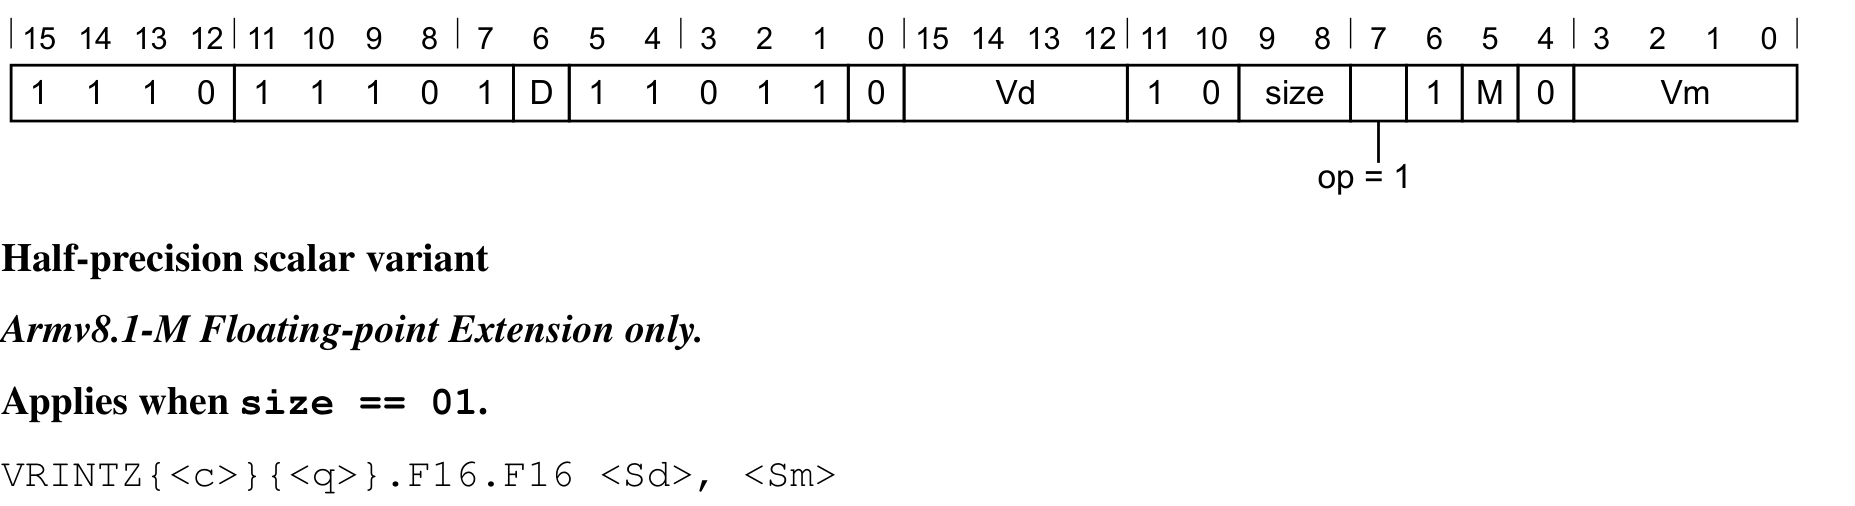 15 14 13 12 11 10 9 8 7 6 5 4 3 2 1 0 15 14 13 12 11 10 9 8 7 6 5 4 3 2 1 0
1 1 1 0 1 1 1 0 1 D 1 1 0 1 1 0 Vd 1 0 size 1 M 0 Vm
op = 1
Half-precision scalar variant
Armv8.1-M Floating-point Extension only.
Applies when size == 01.
VRINTZ{<c>}{<q>}.F16.F16 <Sd>, <Sm>